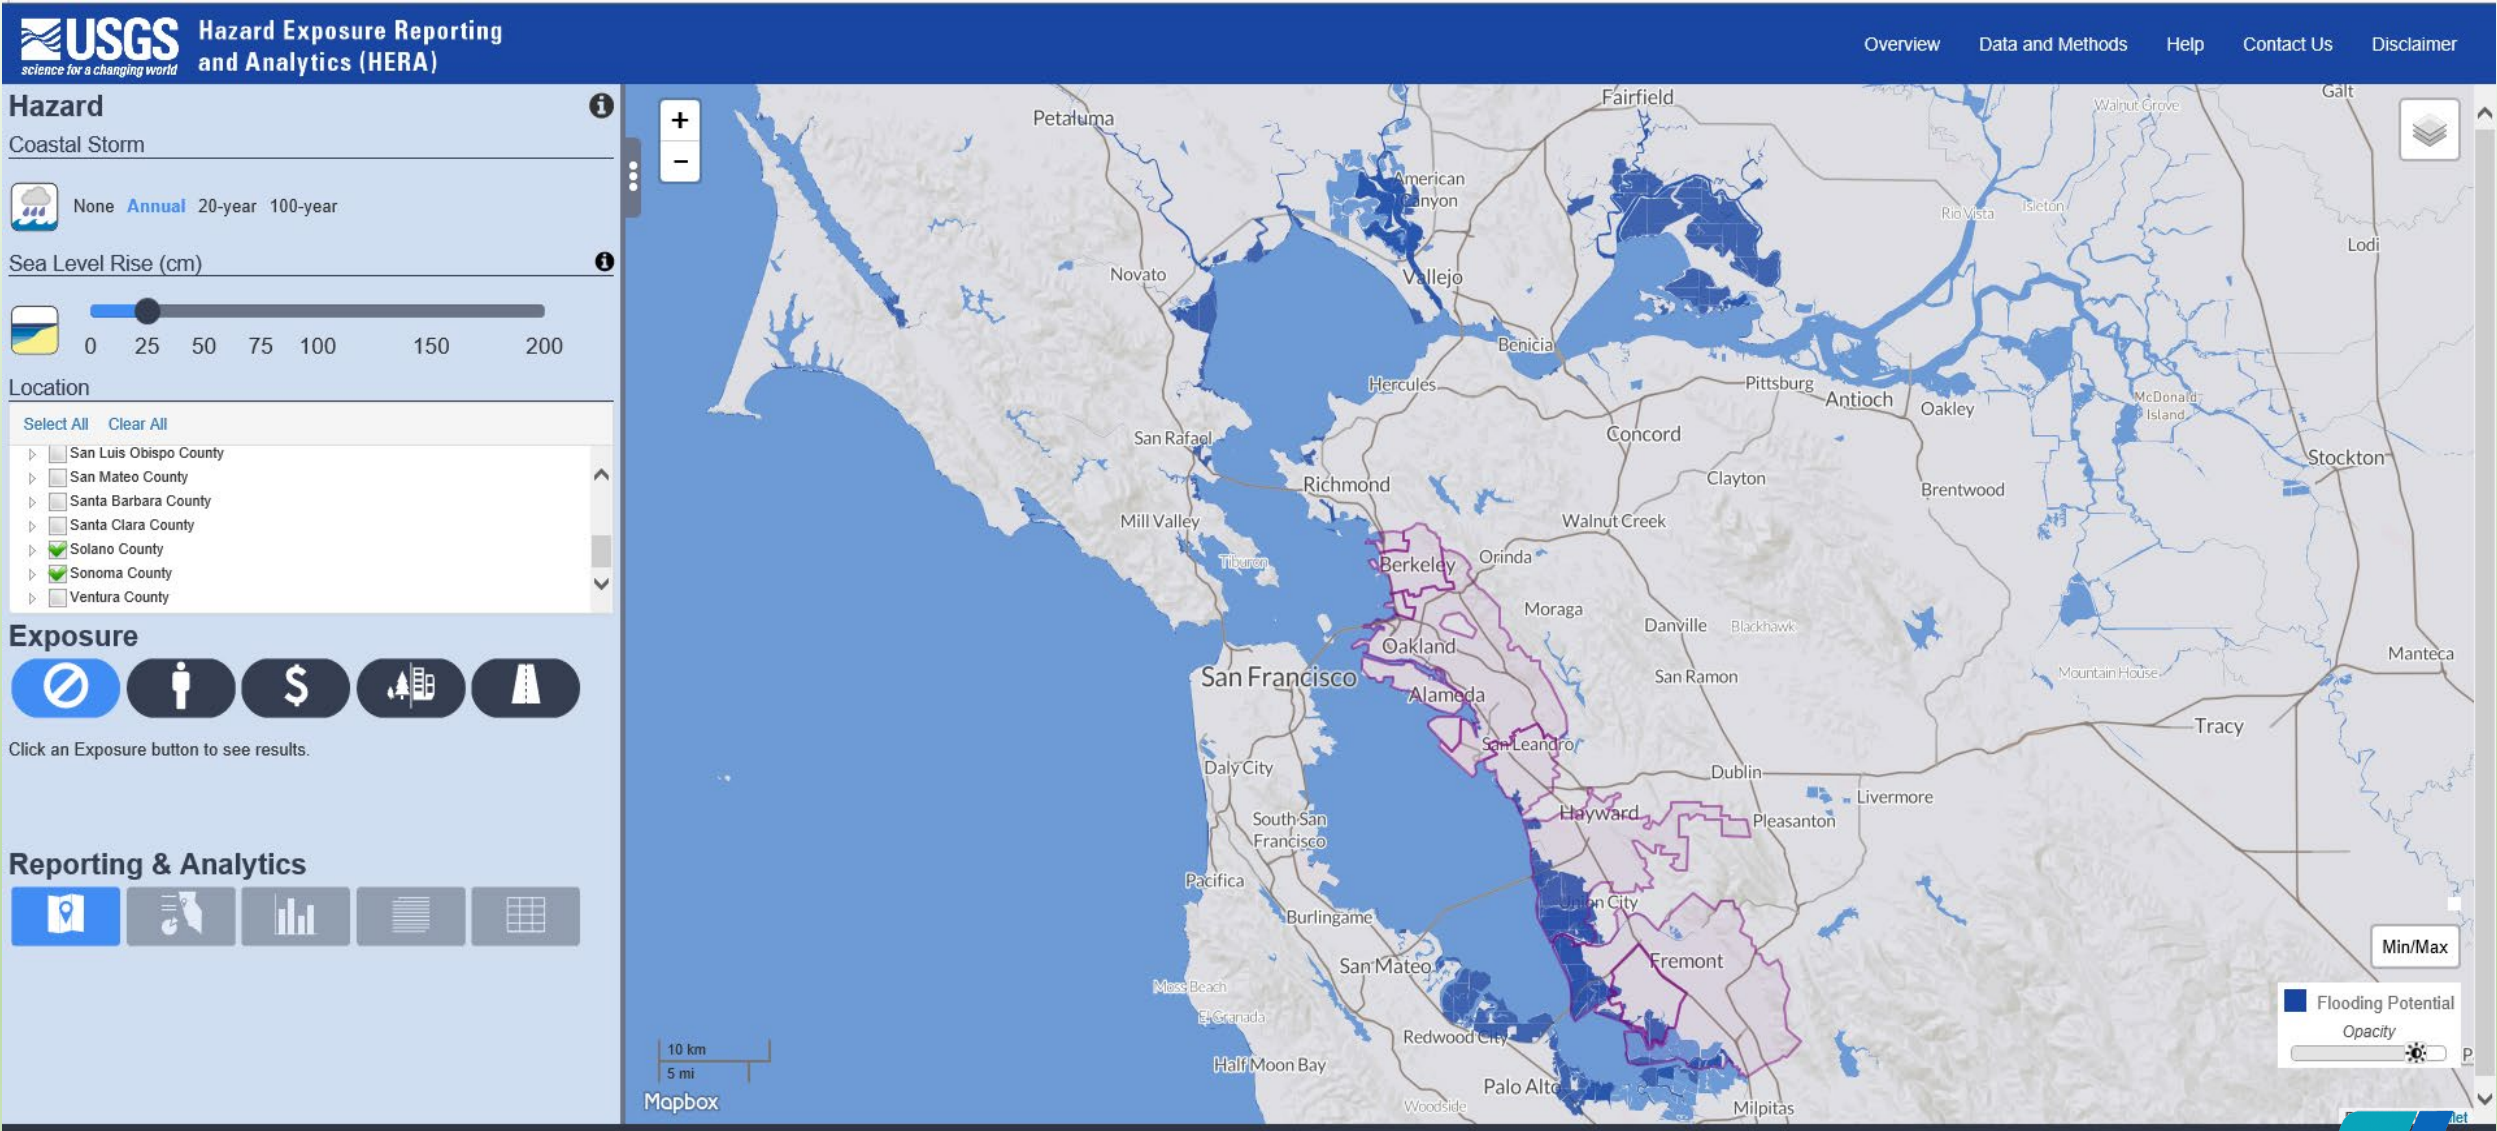 USGS
science for a changing world
Hazard Exposure Reporting
and Analytics (HERA)
Overview
Data and Methods
Help
Contact Us
Disclaimer
Hazard
Coastal Storm
None Annual 20-year 100-year
Sea Level Rise (cm)
0 25 50 75 100 150 200
Location
Select All Clear All
San Luis Obispo County
San Mateo County
Santa Barbara County
Santa Clara County
Solano County
Sonoma County
Ventura County
Exposure
$
Click an Exposure button to see results.
Reporting & Analytics
+
−
Fairfield
Galt
Walnut Grove
Petaluma
American
Canyon
Rio Vista
Isleton
Lodi
Novato
Vallejo
Benicia
Hercules
Pittsburg
Antioch
Oakley
McDonald
Island
San Rafael
Concord
Stockton
Richmond
Clayton
Brentwood
Mill Valley
Walnut Creek
Tiburon
Berkeley
Orinda
Moraga
Danville
Blackhawk
Oakland
Manteca
San Francisco
San Ramon
Mountain House
Alameda
Tracy
San Leandro
Daly City
Dublin
Livermore
Hayward
Pleasanton
South San
Francisco
Pacifica
Union City
Burlingame
Fremont
San Mateo
Moss Beach
El Granada
Redwood City
Half Moon Bay
Palo Alto
Woodside
Milpitas
10 km
5 mi
Mapbox
Min/Max
Flooding Potential
Opacity